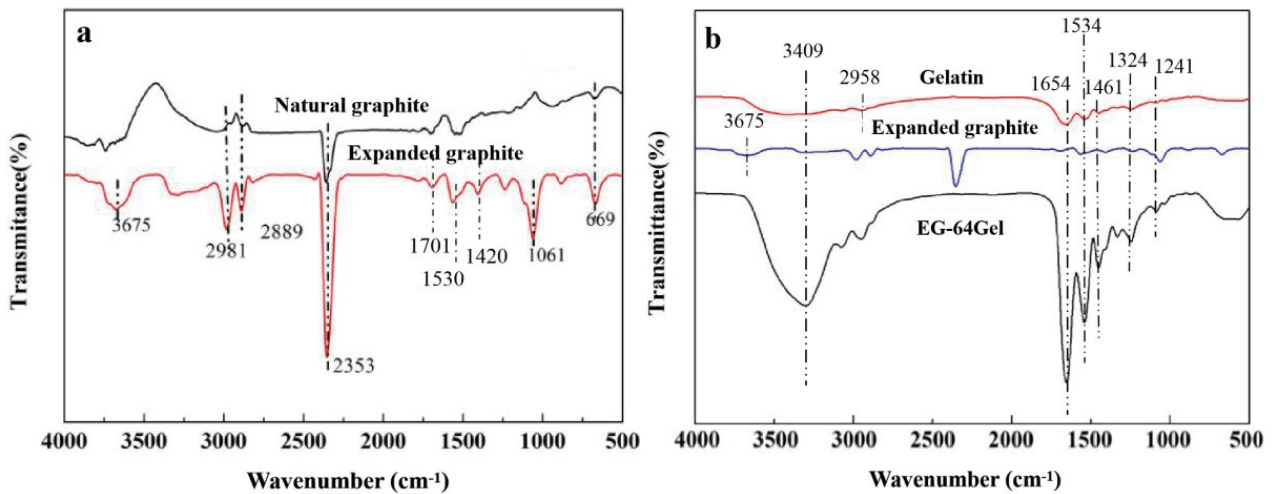 a
Natural graphite
Expanded graphite
3675
2981
2889
2353
1701
1530
1420
1061
669
Transmittance(%)
4000 3500 3000 2500 2000 1500 1000 500
Wavenumber (cm⁻¹)
b
3409
2958
Gelatin
1534
1654
1461
1324
1241
3675
Expanded graphite
EG-64Gel
Transmittance(%)
4000 3500 3000 2500 2000 1500 1000 500
Wavenumber (cm⁻¹)